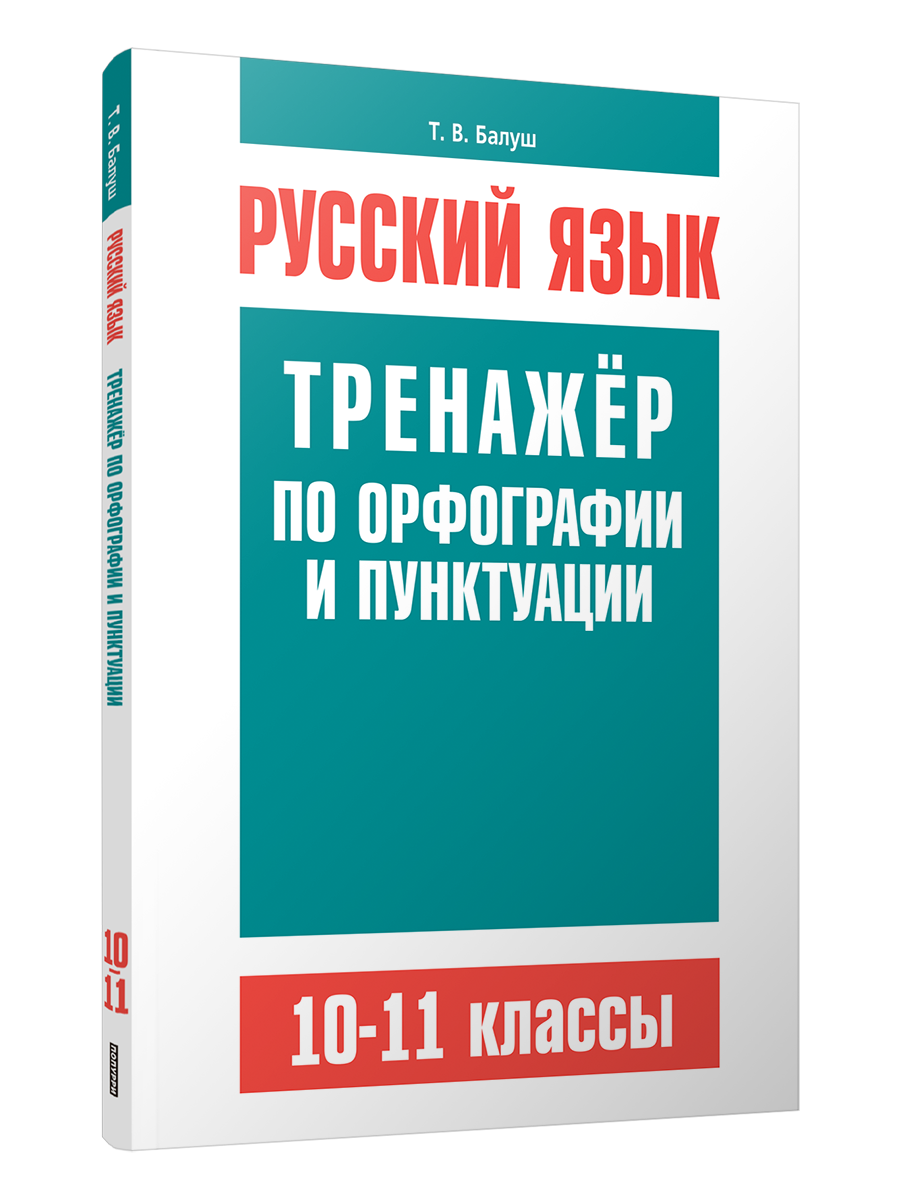 Т. В. Балуш
РУССКИЙ ЯЗЫК
ТРЕНАЖЁР
ПО ОРФОГРАФИИ
И ПУНКТУАЦИИ
10-11 классы
Т. В. Балуш
РУССКИЙ ЯЗЫК
ТРЕНАЖЁР ПО ОРФОГРАФИИ И ПУНКТУАЦИИ
10-
11
ПОПУРРИ